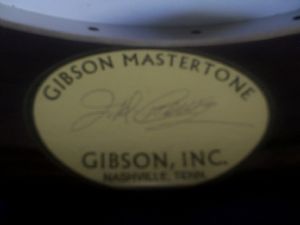 GIBSON MASTERTONE
GIBSON, INC.
NASHVILLE, TENN.